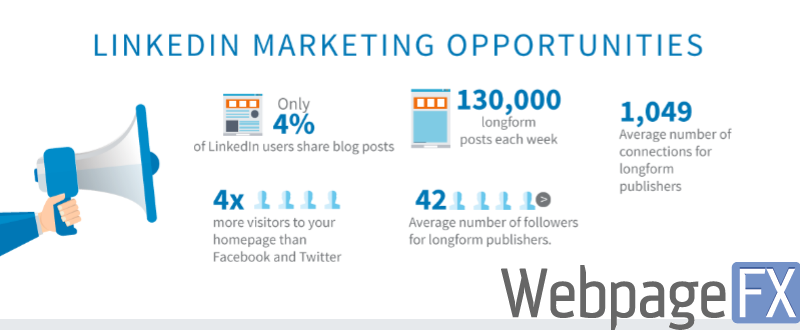 LINKEDIN MARKETING OPPORTUNITIES
Only
4%
of LinkedIn users share blog posts
130,000
longform
posts each week
1,049
Average number of
connections for
longform
publishers
4x
more visitors to your
homepage than
Facebook and Twitter
42
>
Average number of followers
for longform publishers.
WebpageFX